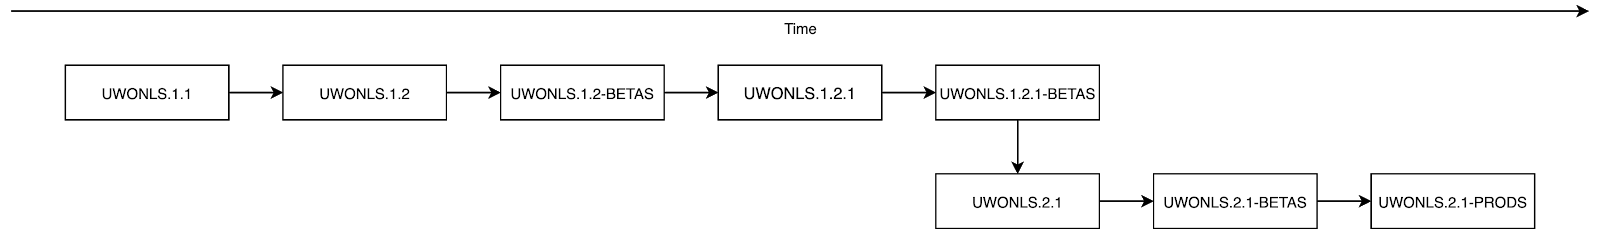 Time
UWONLS.1.1
UWONLS.1.2
UWONLS.1.2-BETAS
UWONLS.1.2.1
UWONLS.1.2.1-BETAS
UWONLS.2.1
UWONLS.2.1-BETAS
UWONLS.2.1-PRODS